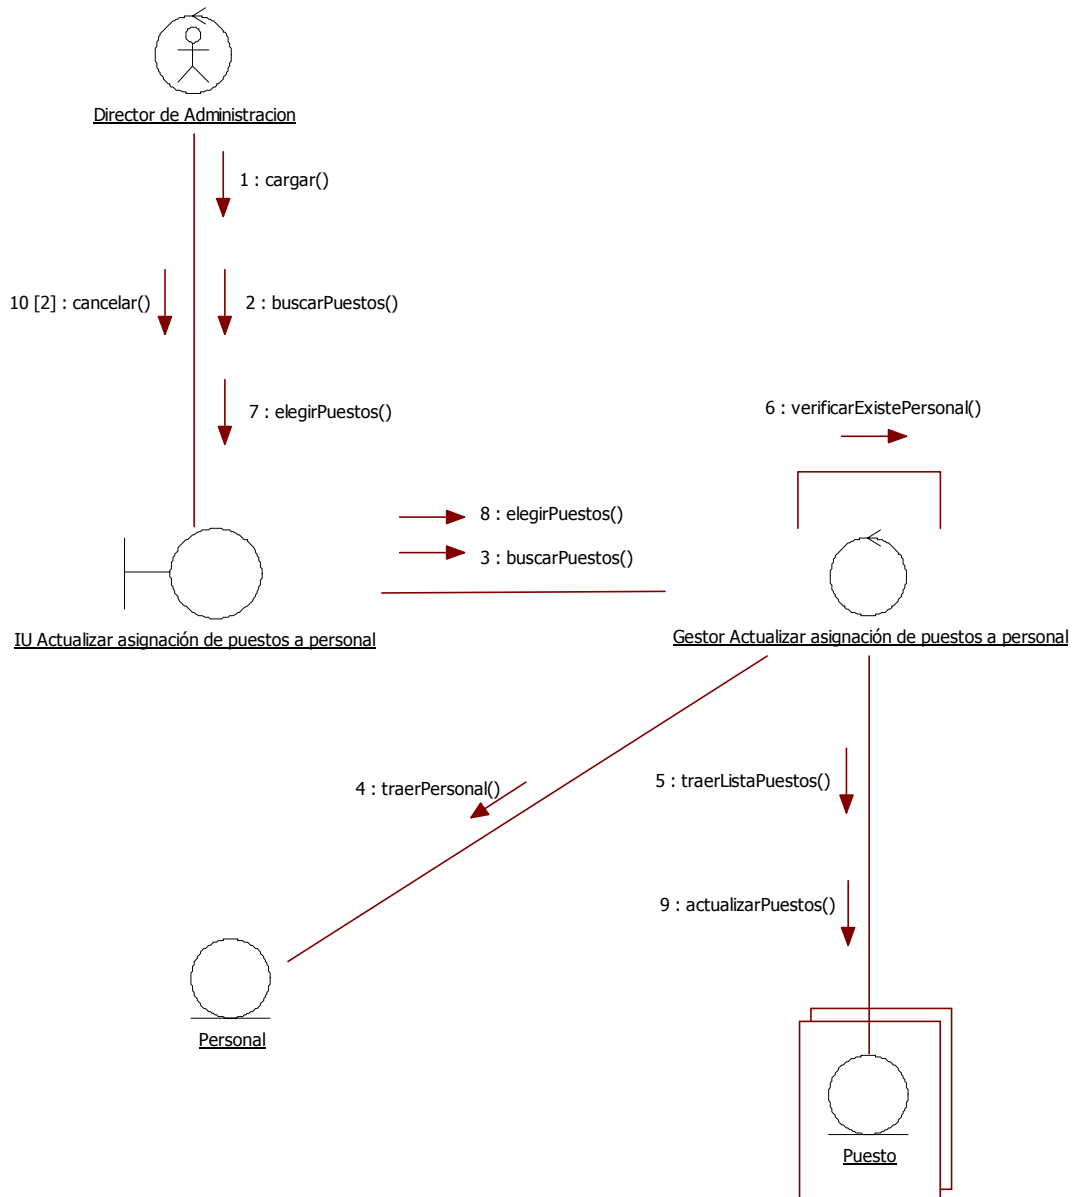 Director de Administracion
1 : cargar()
10 [2] : cancelar()
2 : buscarPuestos()
7 : elegirPuestos()
6 : verificarExistePersonal()
8 : elegirPuestos()
3 : buscarPuestos()
IU Actualizar asignación de puestos a personal
Gestor Actualizar asignación de puestos a personal
4 : traerPersonal()
5 : traerListaPuestos()
9 : actualizarPuestos()
Personal
Puesto